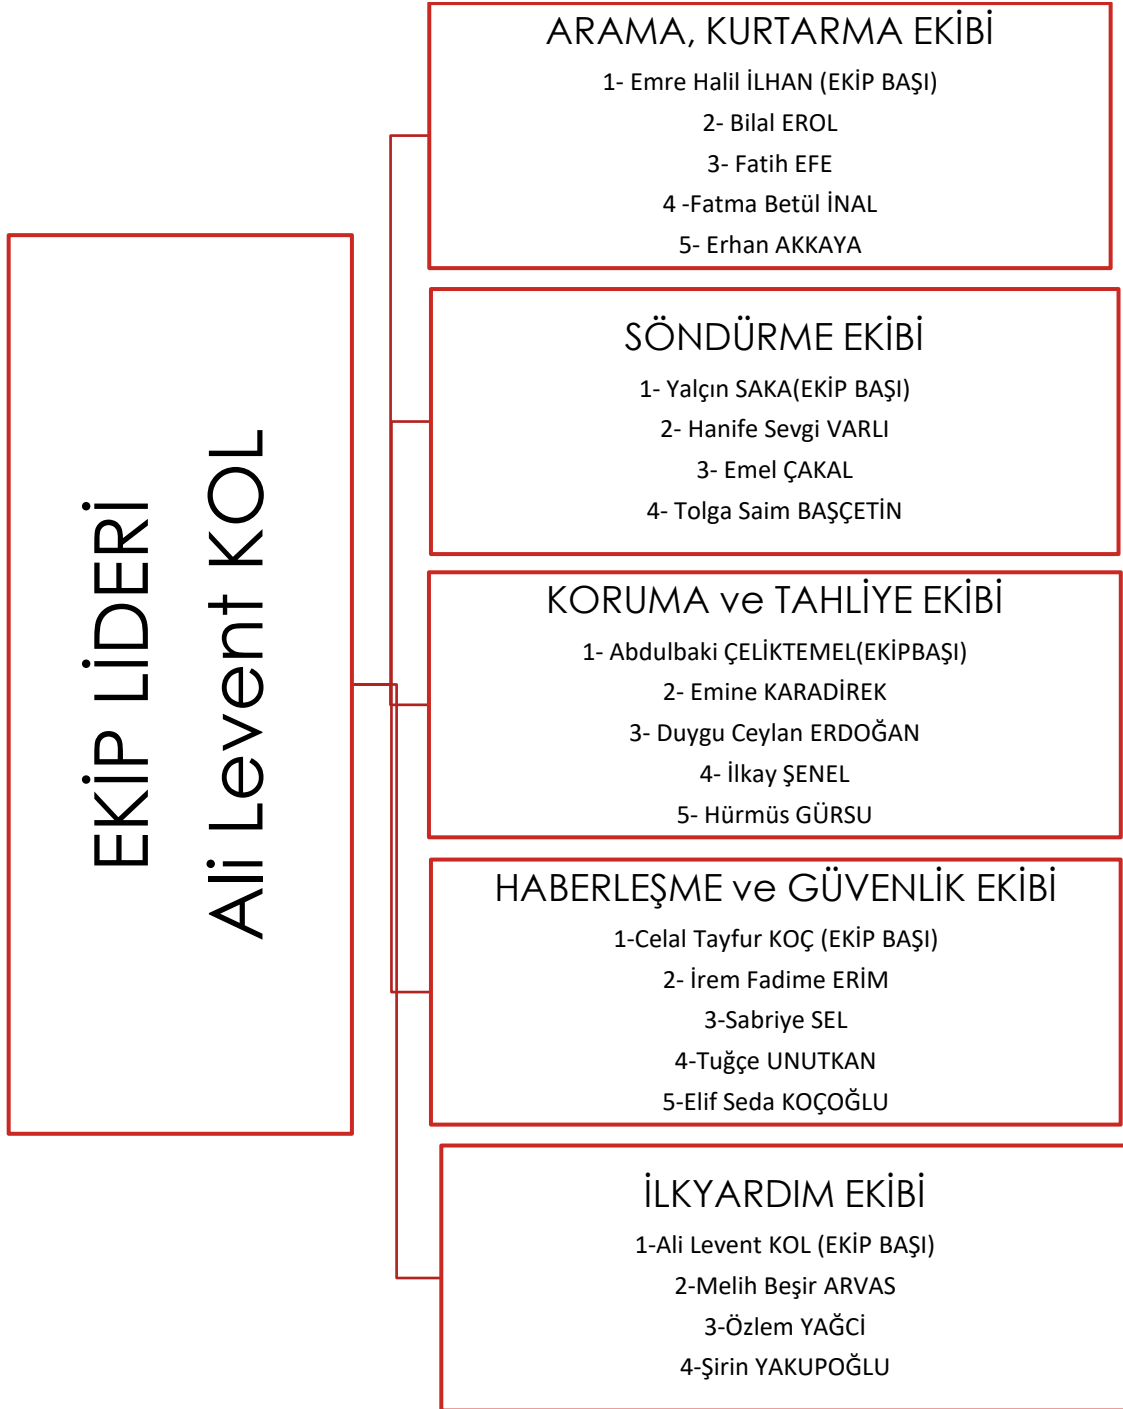 EKİP LİDERİ
Ali Levent KOL
ARAMA, KURTARMA EKİBİ
1- Emre Halil İLHAN (EKİP BAŞI)
2- Bilal EROL
3- Fatih EFE
4 -Fatma Betül İNAL
5- Erhan AKKAYA
SÖNDÜRME EKİBİ
1- Yalçın SAKA(EKİP BAŞI)
2- Hanife Sevgi VARLI
3- Emel ÇAKAL
4- Tolga Saim BAŞÇETİN
KORUMA ve TAHLİYE EKİBİ
1- Abdulbaki ÇELİKTEMEL(EKİPBAŞI)
2- Emine KARADİREK
3- Duygu Ceylan ERDOĞAN
4- İlkay ŞENEL
5- Hürmüs GÜRSU
HABERLEŞME ve GÜVENLİK EKİBİ
1-Celal Tayfur KOÇ (EKİP BAŞI)
2- İrem Fadime ERİM
3-Sabriye SEL
4-Tuğçe UNUTKAN
5-Elif Seda KOÇOĞLU
İLKYARDIM EKİBİ
1-Ali Levent KOL (EKİP BAŞI)
2-Melih Beşir ARVAS
3-Özlem YAĞCİ
4-Şirin YAKUPOĞLU